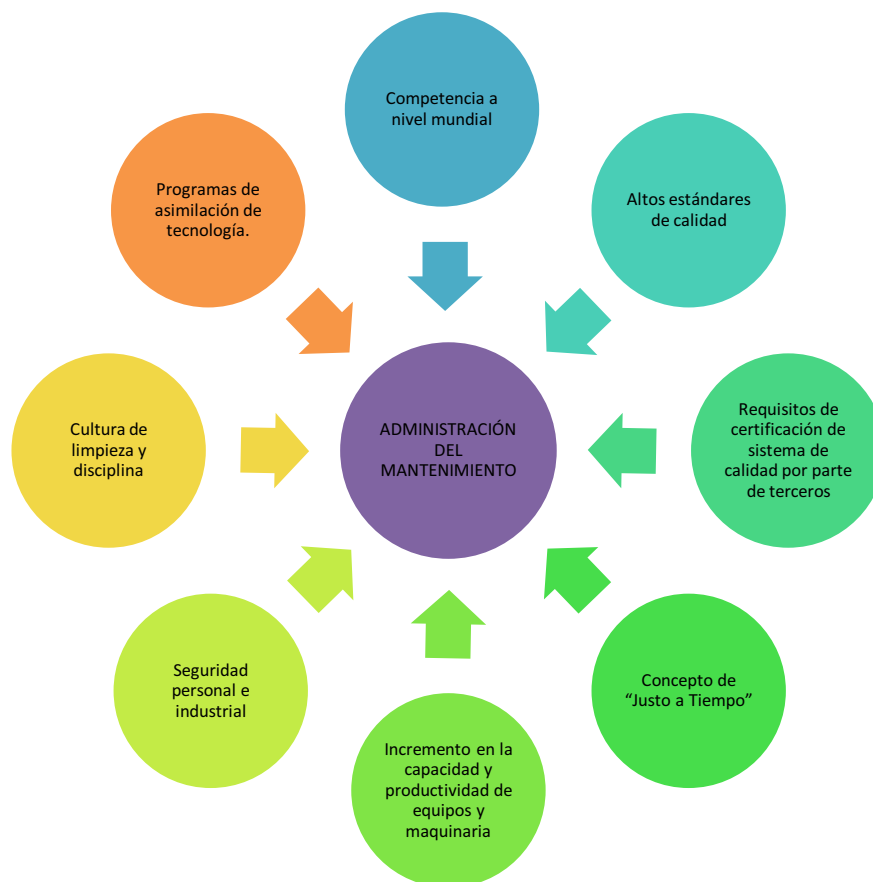 Competencia a
nivel mundial
Altos estándares
de calidad
Requisitos de
certificación de
sistema de
calidad por parte
de terceros
Concepto de
“Justo a Tiempo”
Incremento en la
capacidad y
productividad de
equipos y
maquinaria
Seguridad
personal e
industrial
Cultura de
limpieza y
disciplina
Programas de
asimilación de
tecnología.
ADMINISTRACIÓN
DEL
MANTENIMIENTO